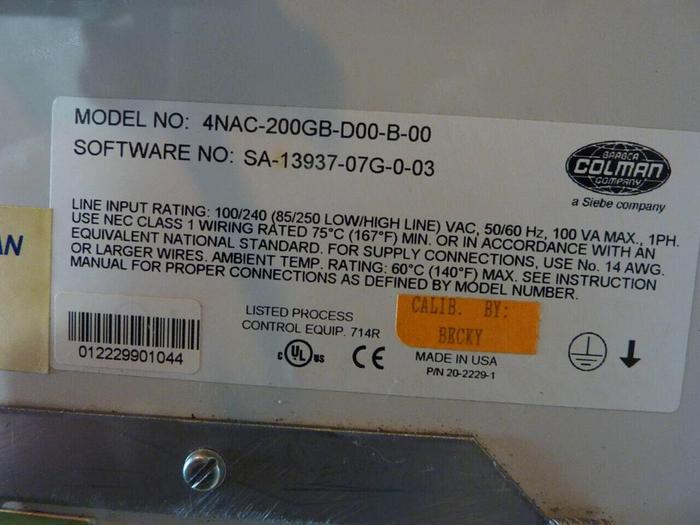 MODEL NO: 4NAC-200GB-D00-B-00
SOFTWARE NO: SA-13937-07G-0-03
BARBER
COLMAN
COMPANY
a Siebe company
LINE INPUT RATING: 100/240 (85/250 LOW/HIGH LINE) VAC, 50/60 Hz, 100 VA MAX., 1PH.
USE NEC CLASS 1 WIRING RATED 75°C (167°F) MIN. OR IN ACCORDANCE WITH AN
EQUIVALENT NATIONAL STANDARD. FOR SUPPLY CONNECTIONS, USE No. 14 AWG.
OR LARGER WIRES. AMBIENT TEMP. RATING: 60°C (140°F) MAX. SEE INSTRUCTION
MANUAL FOR PROPER CONNECTIONS AS DEFINED BY MODEL NUMBER.
AN
012229901044
LISTED PROCESS
CONTROL EQUIP. 714R
C UL US CE
CALIB. BY:
BECKY
MADE IN USA
P/N 20-2229-1